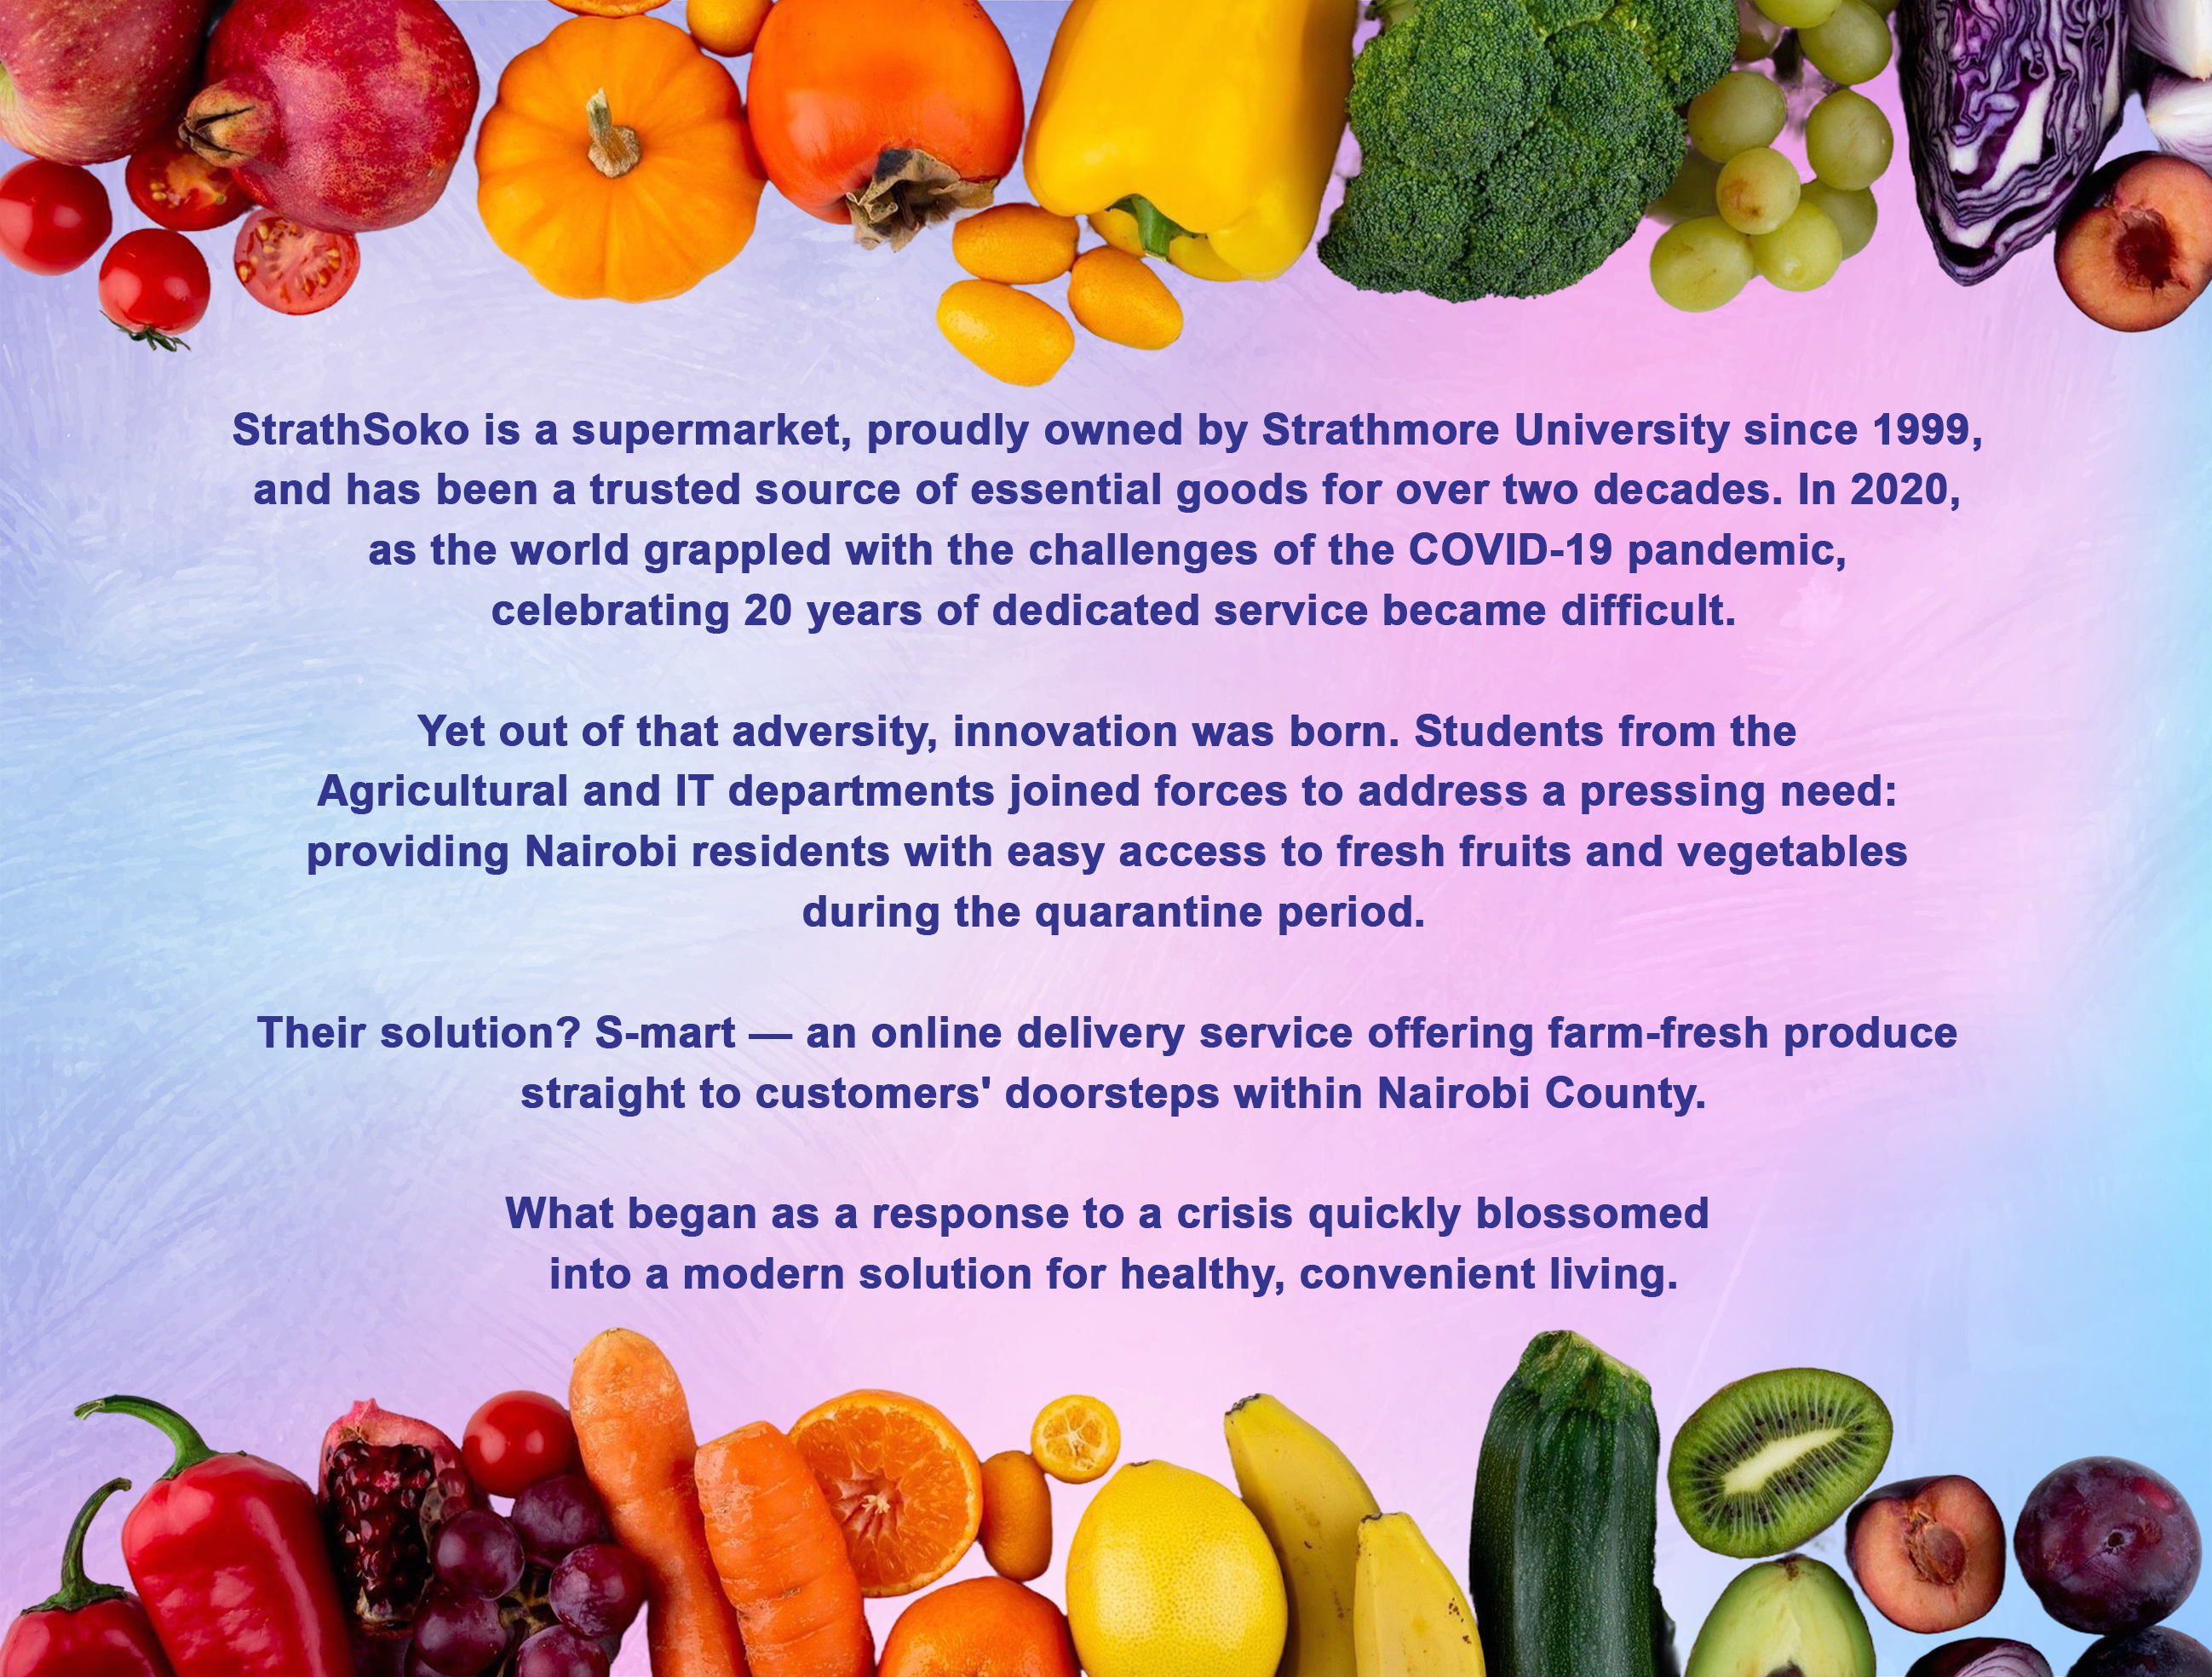 StrathSoko is a supermarket, proudly owned by Strathmore University since 1999,
and has been a trusted source of essential goods for over two decades. In 2020,
as the world grappled with the challenges of the COVID-19 pandemic,
celebrating 20 years of dedicated service became difficult.
Yet out of that adversity, innovation was born. Students from the
Agricultural and IT departments joined forces to address a pressing need:
providing Nairobi residents with easy access to fresh fruits and vegetables
during the quarantine period.
Their solution? S-mart — an online delivery service offering farm-fresh produce
straight to customers' doorsteps within Nairobi County.
What began as a response to a crisis quickly blossomed
into a modern solution for healthy, convenient living.